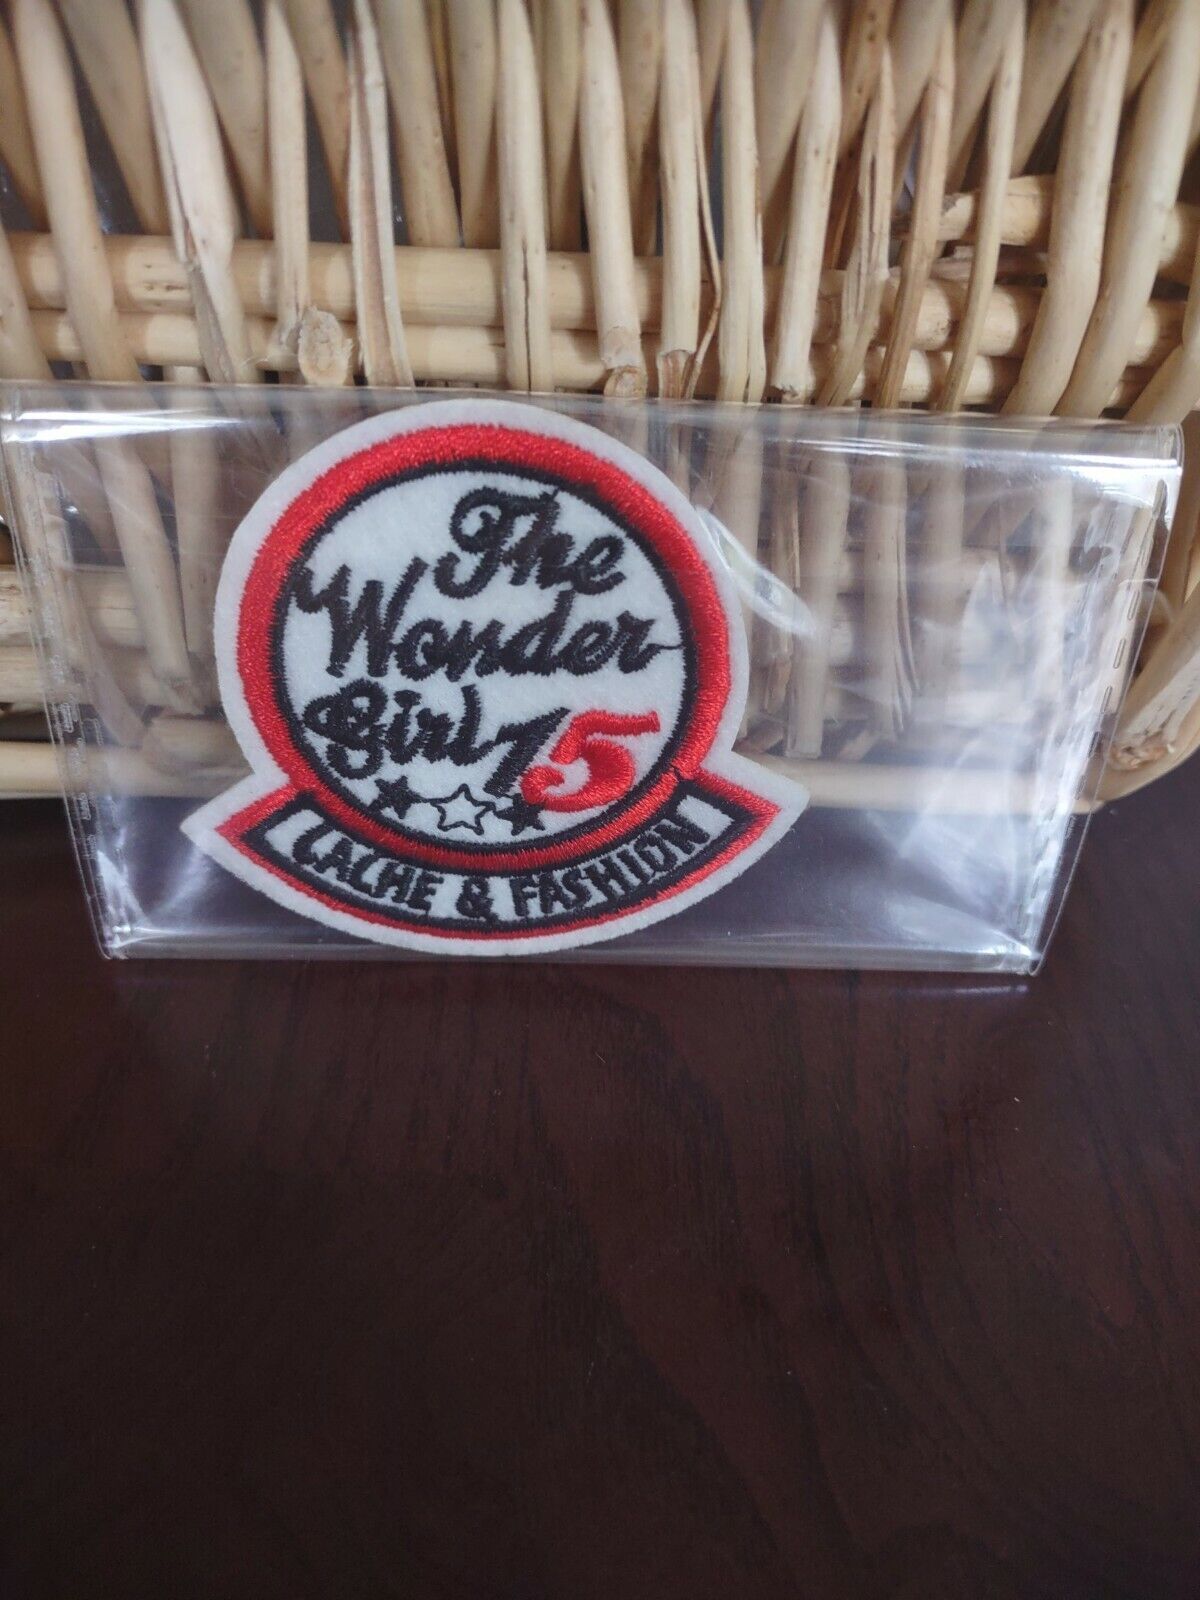 The
Wonder
Girl 15
LACHE & FASHION